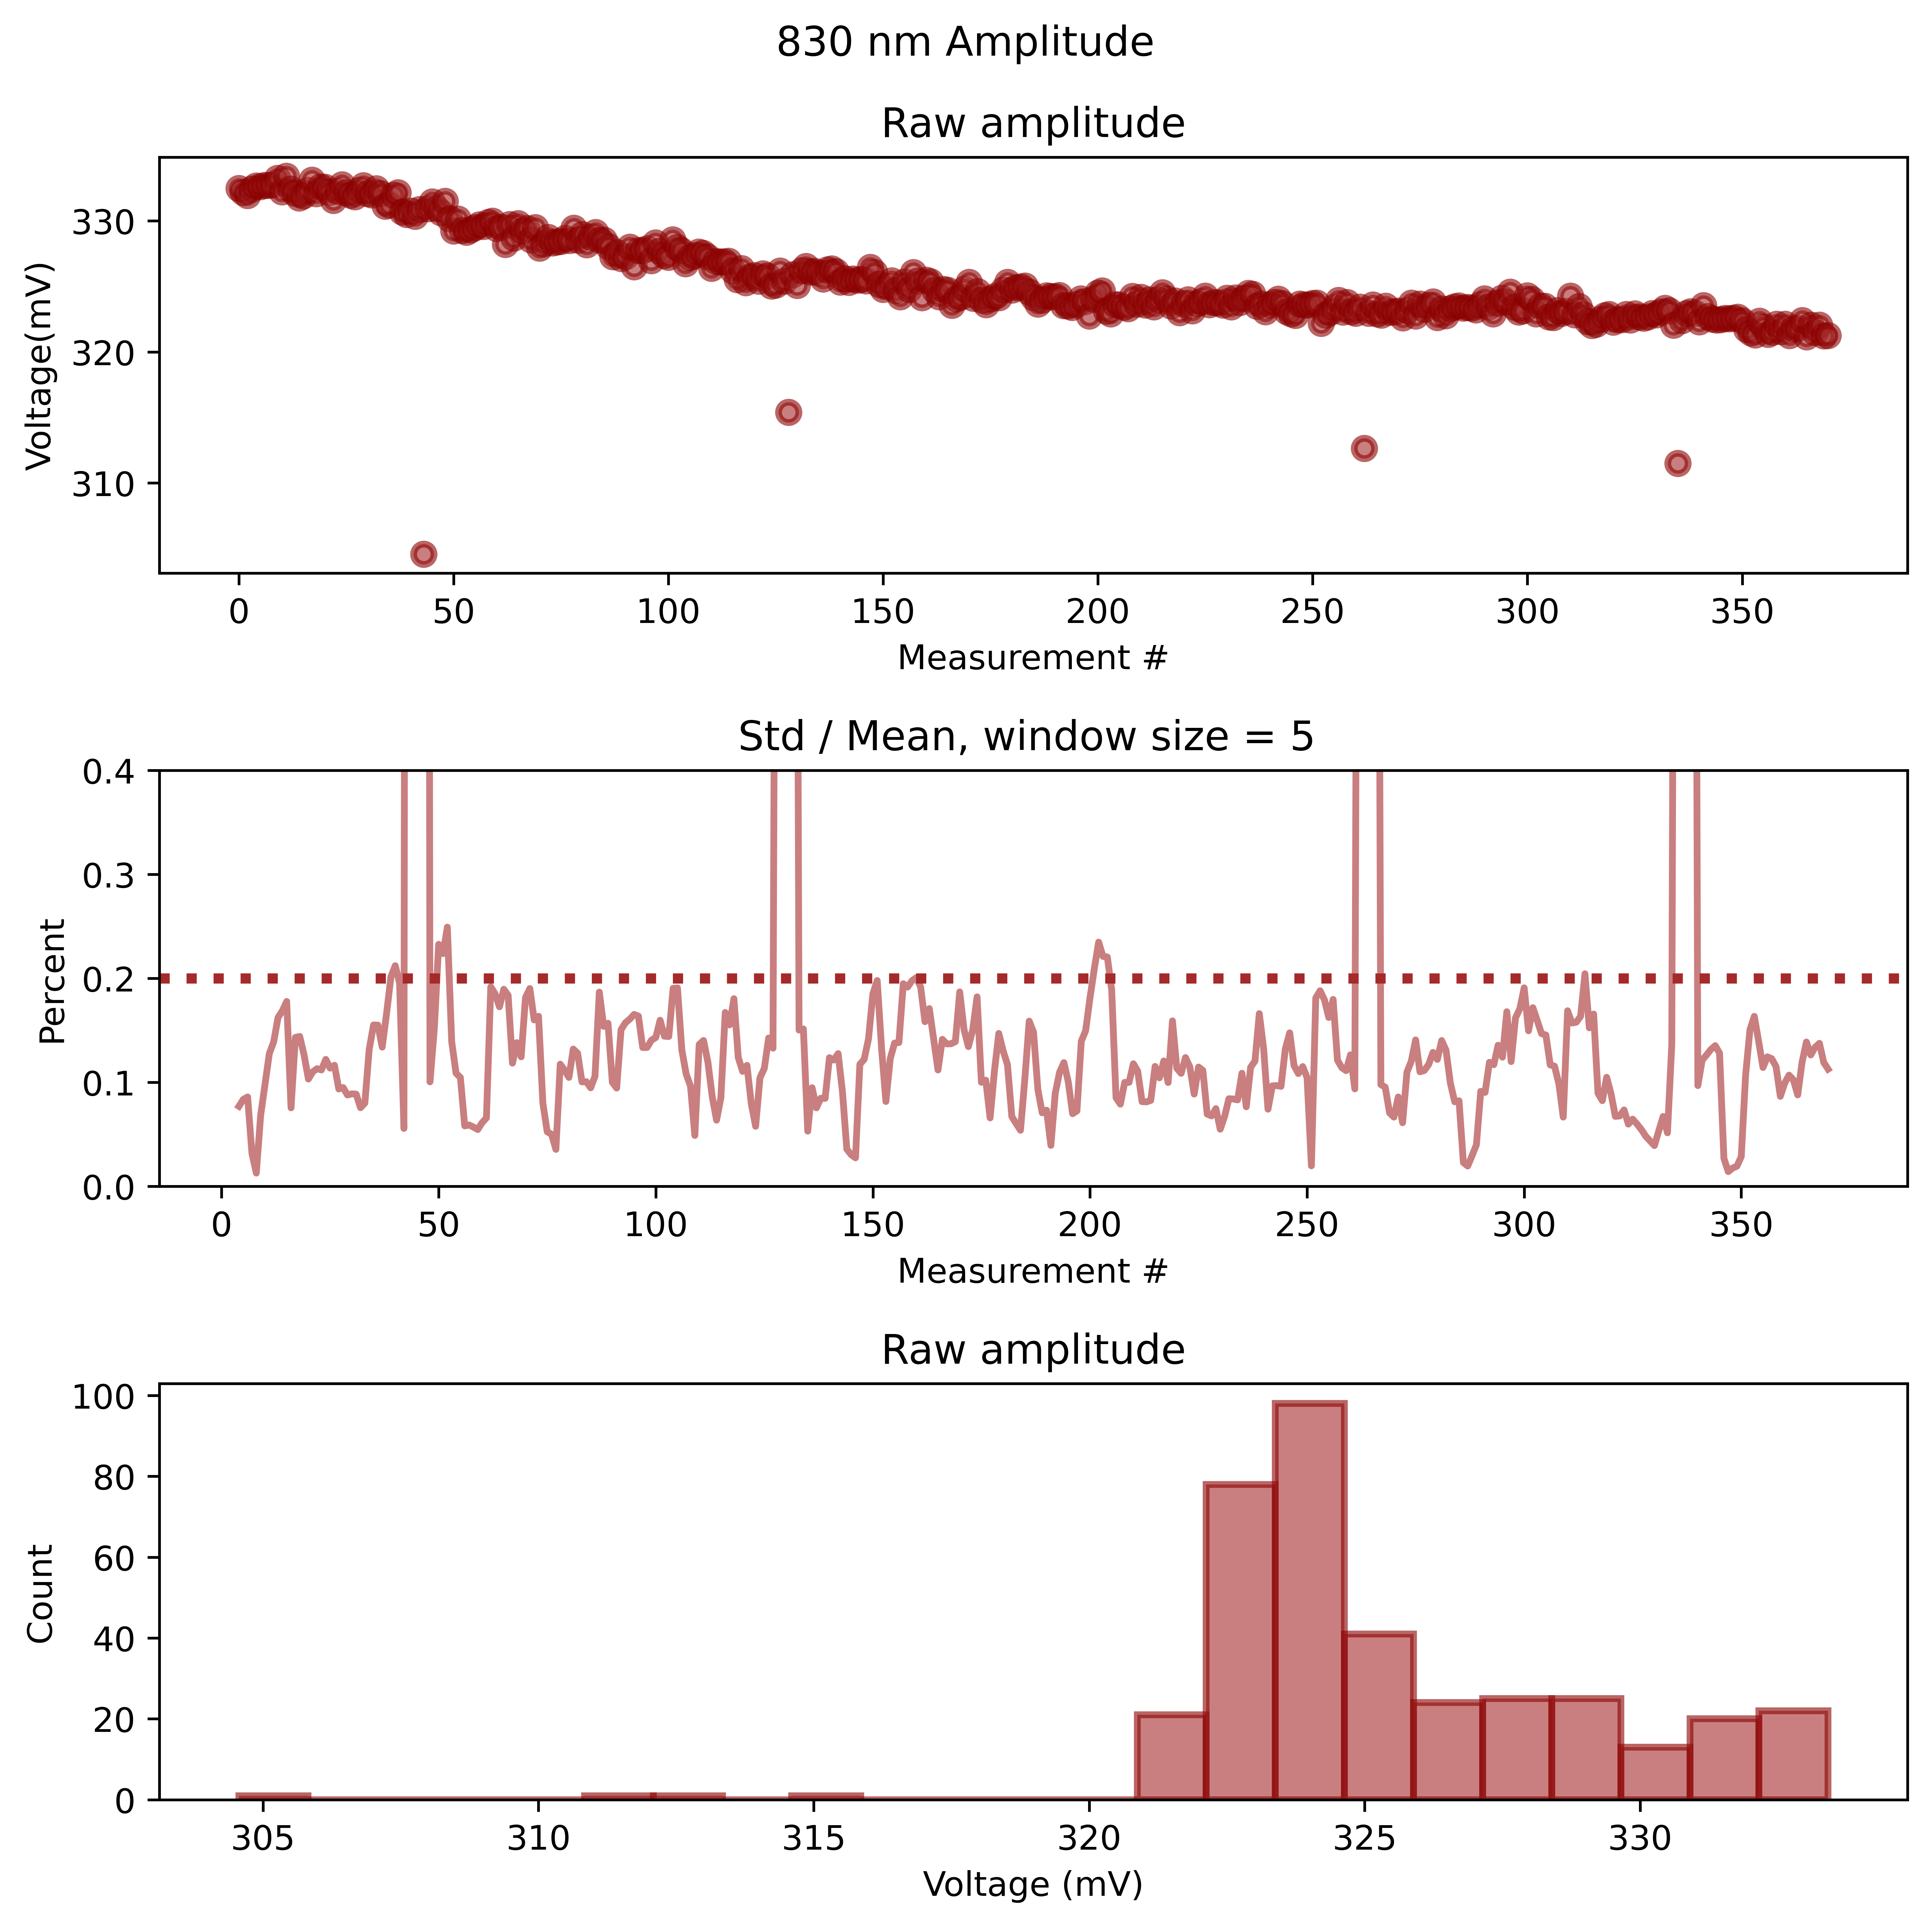 830 nm Amplitude
Raw amplitude
Voltage(mV)
330
320
310
0 50 100 150 200 250 300 350
Measurement #
Std / Mean, window size = 5
Percent
0.4
0.3
0.2
0.1
0.0
0 50 100 150 200 250 300 350
Measurement #
Raw amplitude
Count
100
80
60
40
20
0
305 310 315 320 325 330
Voltage (mV)